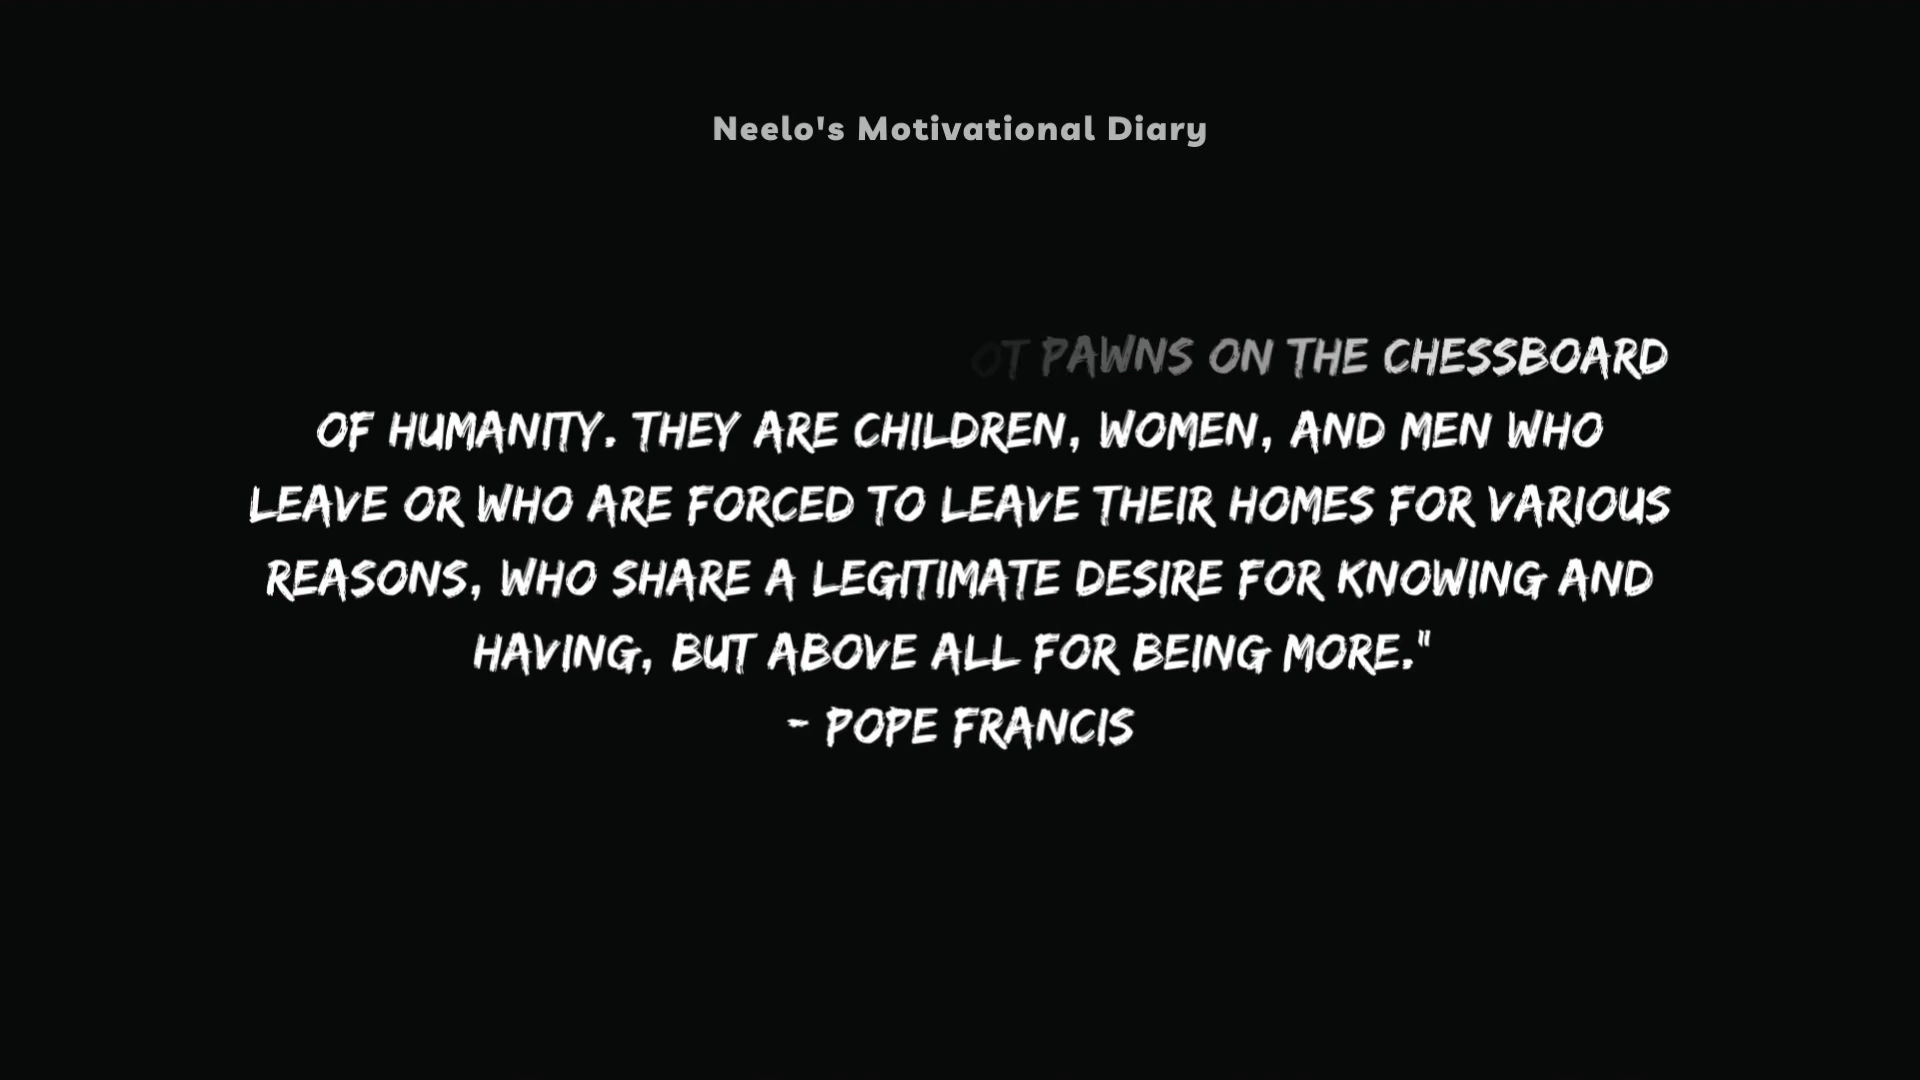 Neelo's Motivational Diary
PAWNS ON THE CHESSBOARD
OF HUMANITY. THEY ARE CHILDREN, WOMEN, AND MEN WHO
LEAVE OR WHO ARE FORCED TO LEAVE THEIR HOMES FOR VARIOUS
REASONS, WHO SHARE A LEGITIMATE DESIRE FOR KNOWING AND
HAVING, BUT ABOVE ALL FOR BEING MORE."
- POPE FRANCIS